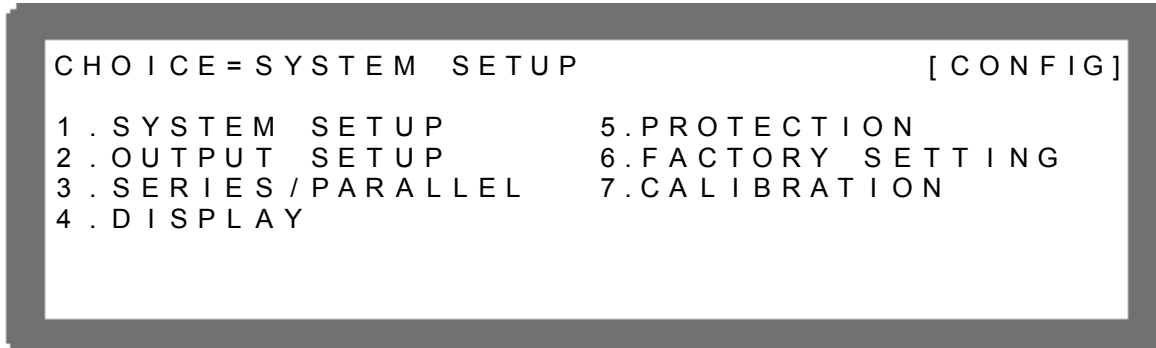 CHOICE=SYSTEM SETUP [CONFIG]
1.SYSTEM SETUP 5.PROTECTION
2.OUTPUT SETUP 6.FACTORY SETTING
3.SERIES/PARALLEL 7.CALIBRATION
4.DISPLAY